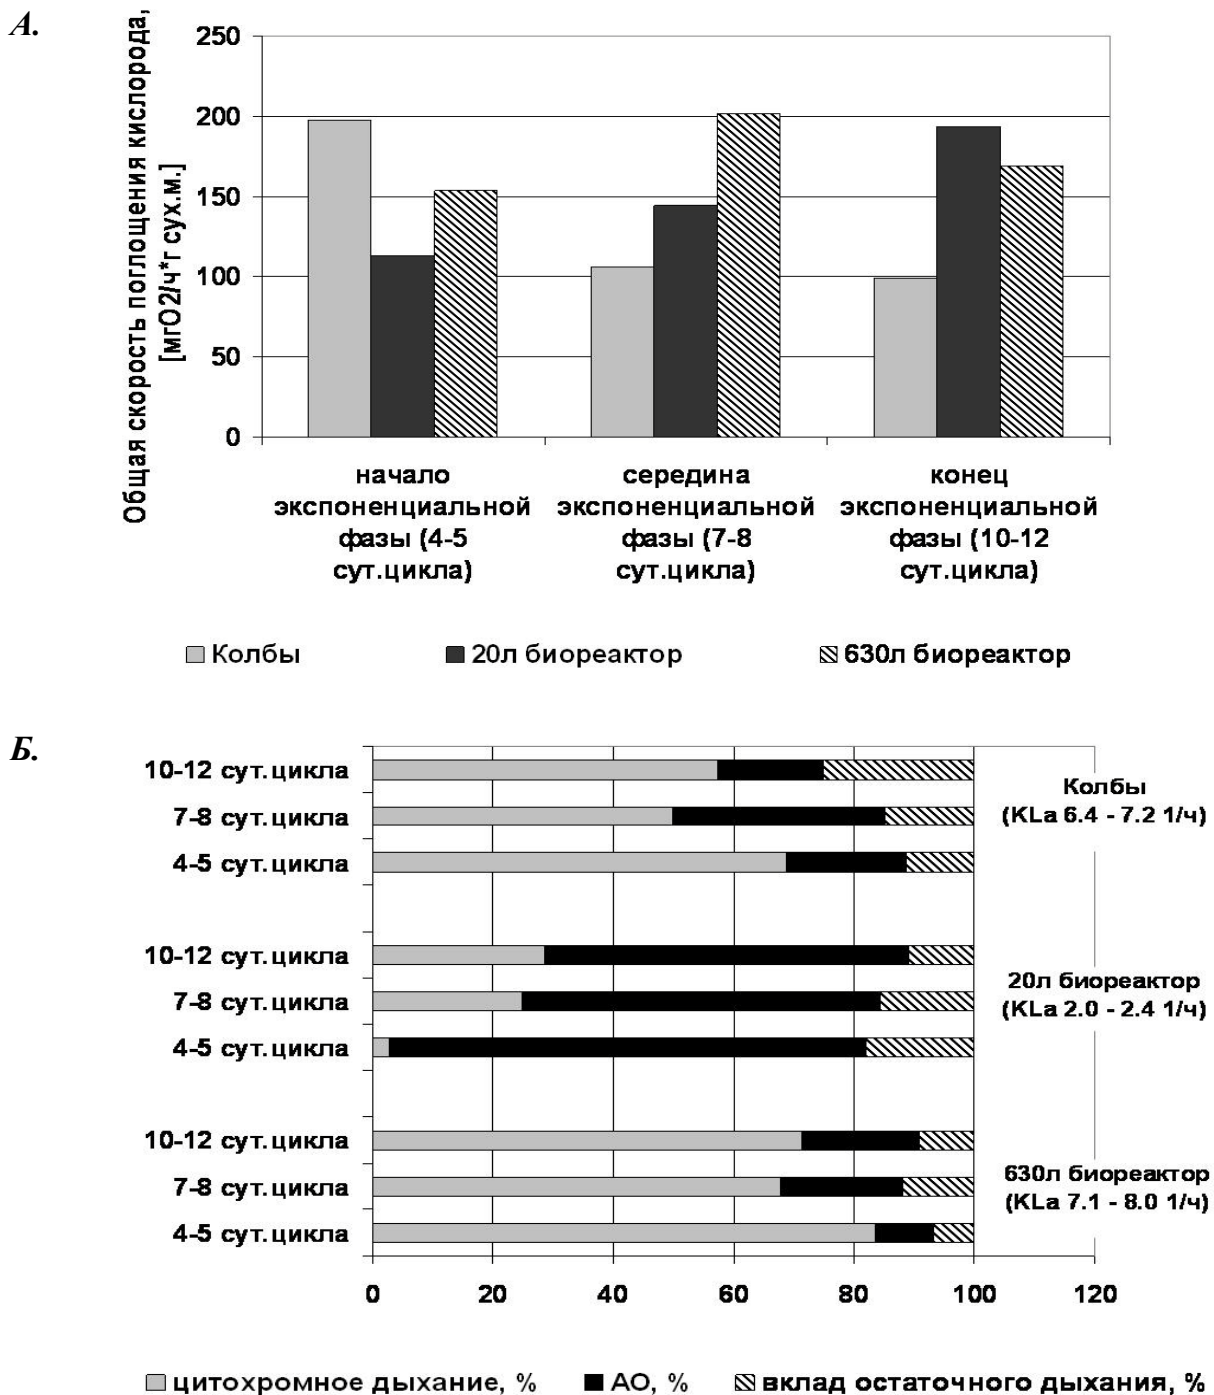 А.
Общая скорость поглощения кислорода,
[мгО2/ч*г сух.м.]
250
200
150
100
50
0
начало
экспоненциальной
фазы (4-5
сут.цикла)
середина
экспоненциальной
фазы (7-8
сут.цикла)
конец
экспоненциальной
фазы (10-12
сут.цикла)
Колбы
20л биореактор
630л биореактор
Б.
10-12 сут.цикла
7-8 сут.цикла
4-5 сут.цикла
Колбы
(KLa 6.4 - 7.2 1/ч)
10-12 сут.цикла
7-8 сут.цикла
4-5 сут.цикла
20л биореактор
(KLa 2.0 - 2.4 1/ч)
10-12 сут.цикла
7-8 сут.цикла
4-5 сут.цикла
630л биореактор
(KLa 7.1 - 8.0 1/ч)
0 20 40 60 80 100 120
цитохромное дыхание, %
АО, %
вклад остаточного дыхания, %